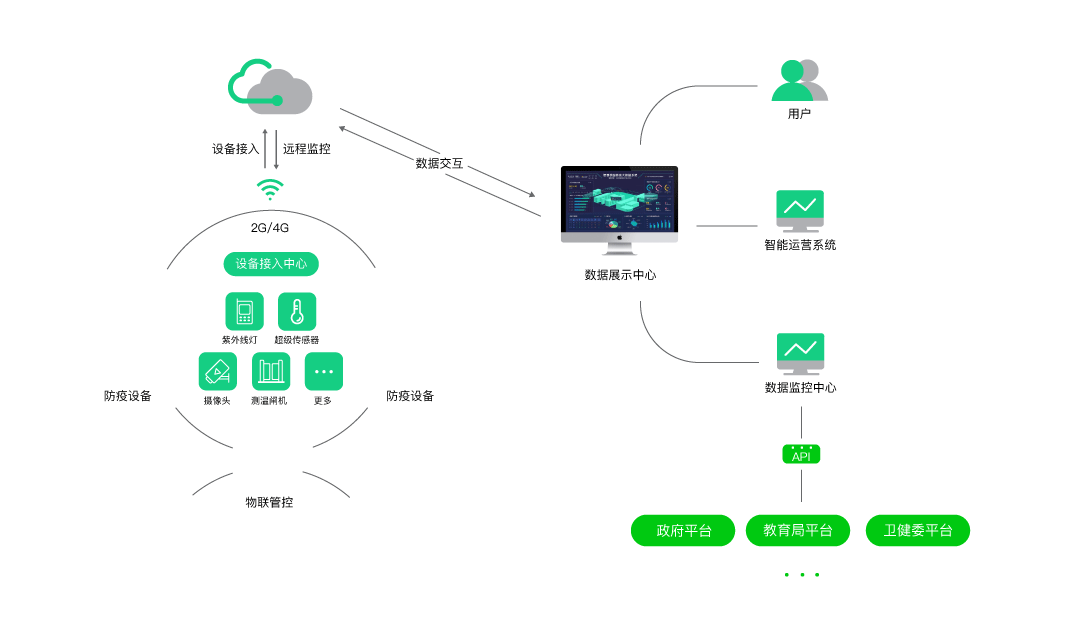 用户
设备接入
远程监控
数据交互
2G/4G
设备接入中心
智能运营系统
数据展示中心
紫外线灯
超级传感器
摄像头
测温闸机
更多
防疫设备
防疫设备
数据监控中心
API
物联管控
政府平台
教育局平台
卫健委平台